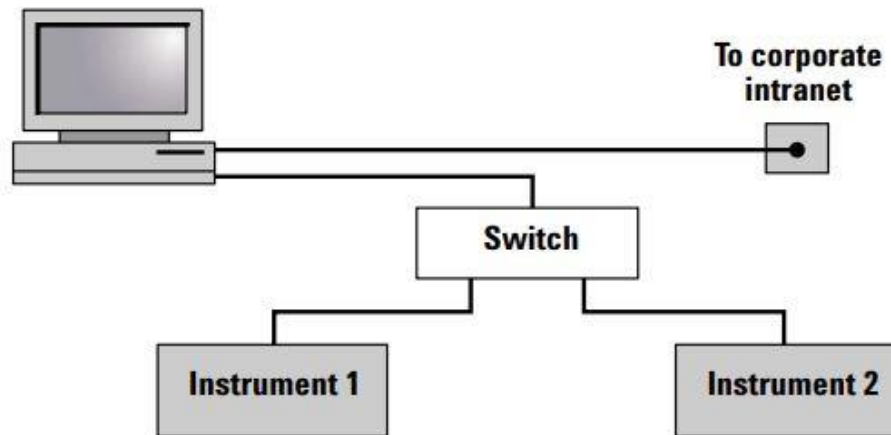 To corporate
intranet
Switch
Instrument 1
Instrument 2